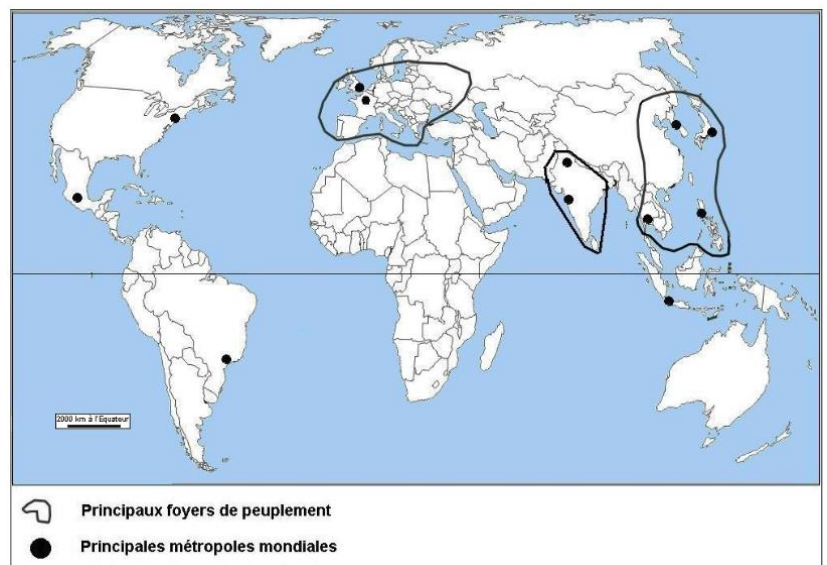 2000 km à l'Equateur
Principaux foyers de peuplement
Principales métropoles mondiales